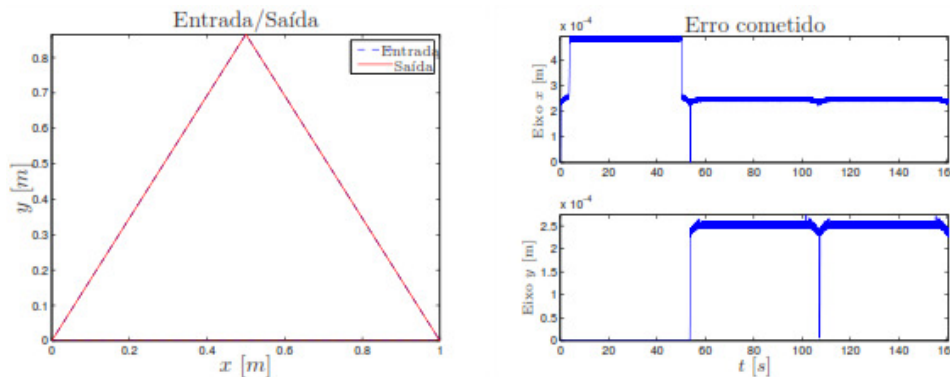 Entrada/Saída
y [m]
0.8
0.7
0.6
0.5
0.4
0.3
0.2
0.1
0
0 0.2 0.4 0.6 0.8 1
x [m]
Entrada
Saída
Erro cometido
x 10⁻⁴
Eixo x [m]
4
3
2
1
0
0 20 40 60 80 100 120 140 160
x 10⁻⁴
Eixo y [m]
2.5
2
1.5
1
0.5
0
0 20 40 60 80 100 120 140 160
t [s]